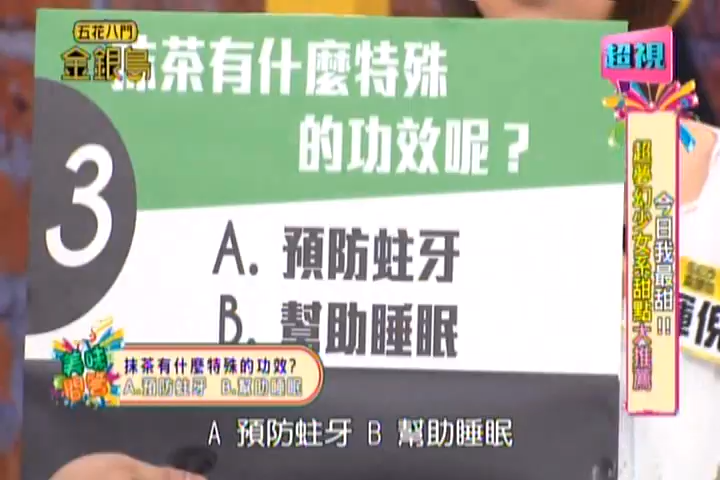 五花八門
金銀島
抹茶有什麼特殊
的功效呢？
3
A. 預防蛀牙
B. 幫助睡眠
超視
今日我最甜!!
超夢幻少女系甜點大推薦
美味
抹茶有什麼特殊的功效?
A.預防蛀牙 B.幫助睡眠
A 預防蛀牙 B 幫助睡眠